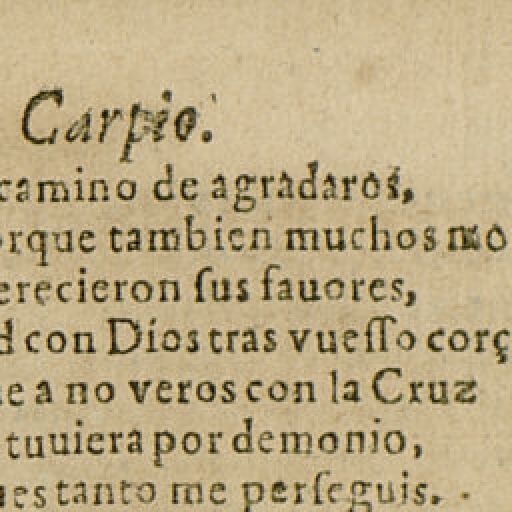 Carpio.
camino de agradaros,
rque tambien muchos mo
erecieron ſus fauores,
d con Dios tras vueſſo corç
e a no veros con la Cruz
tuuiera por demonio,
es tanto me perſeguis.